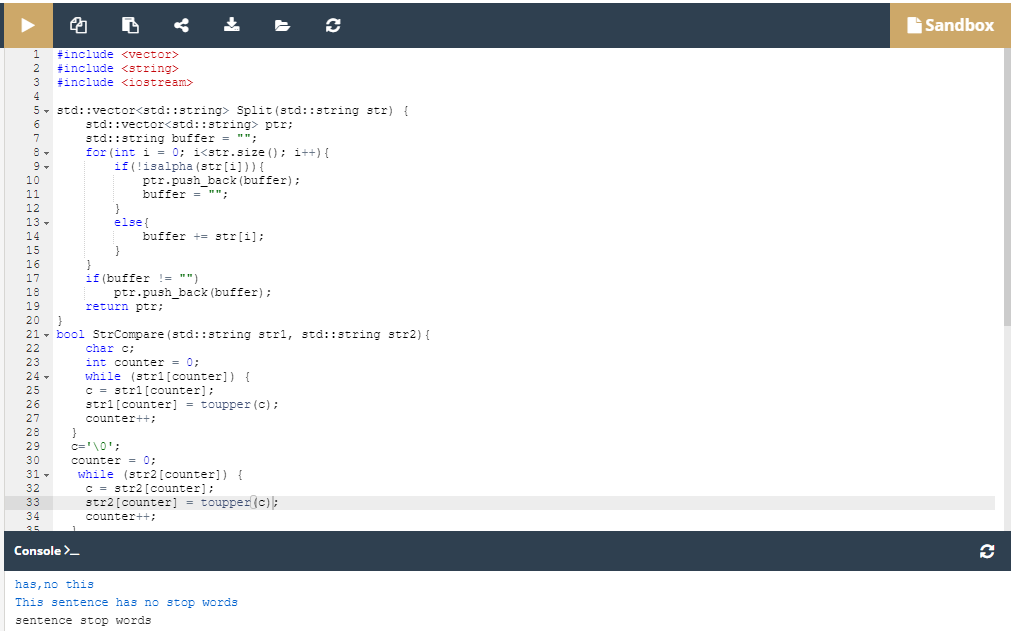 Sandbox
1 #include <vector>
2 #include <string>
3 #include <iostream>
4
5 std::vector<std::string> Split(std::string str) {
6     std::vector<std::string> ptr;
7     std::string buffer = "";
8     for(int i = 0; i<str.size(); i++){
9         if(!isalpha(str[i])){
10             ptr.push_back(buffer);
11             buffer = "";
12         }
13         else{
14             buffer += str[i];
15         }
16     }
17     if(buffer != "")
18         ptr.push_back(buffer);
19     return ptr;
20 }
21 bool StrCompare(std::string str1, std::string str2){
22     char c;
23     int counter = 0;
24     while (str1[counter]) {
25     c = str1[counter];
26     str1[counter] = toupper(c);
27     counter++;
28   }
29   c='\0';
30   counter = 0;
31    while (str2[counter]) {
32     c = str2[counter];
33     str2[counter] = toupper(c);
34     counter++;
35   }
Console >_
has,no this
This sentence has no stop words
sentence stop words